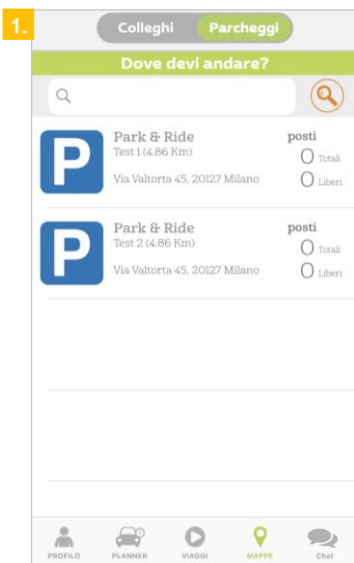 1.
Colleghi Parcheggi
Dove devi andare?
P
Park & Ride
Test 1 (4.86 Km)
Via Valtorta 45, 20127 Milano
posti
0 Totali
0 Liberi
P
Park & Ride
Test 2 (4.86 Km)
Via Valtorta 45, 20127 Milano
posti
0 Totali
0 Liberi
PROFILO PLANNER VIAGGI MAPPE Chat